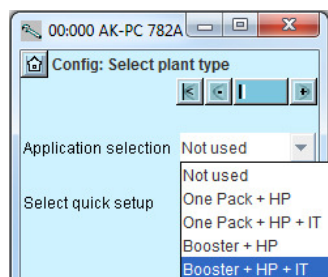 00:000 AK-PC 782A
Config: Select plant type
Application selection Not used
Not used
Select quick setup
One Pack + HP
One Pack + HP + IT
Booster + HP
Booster + HP + IT